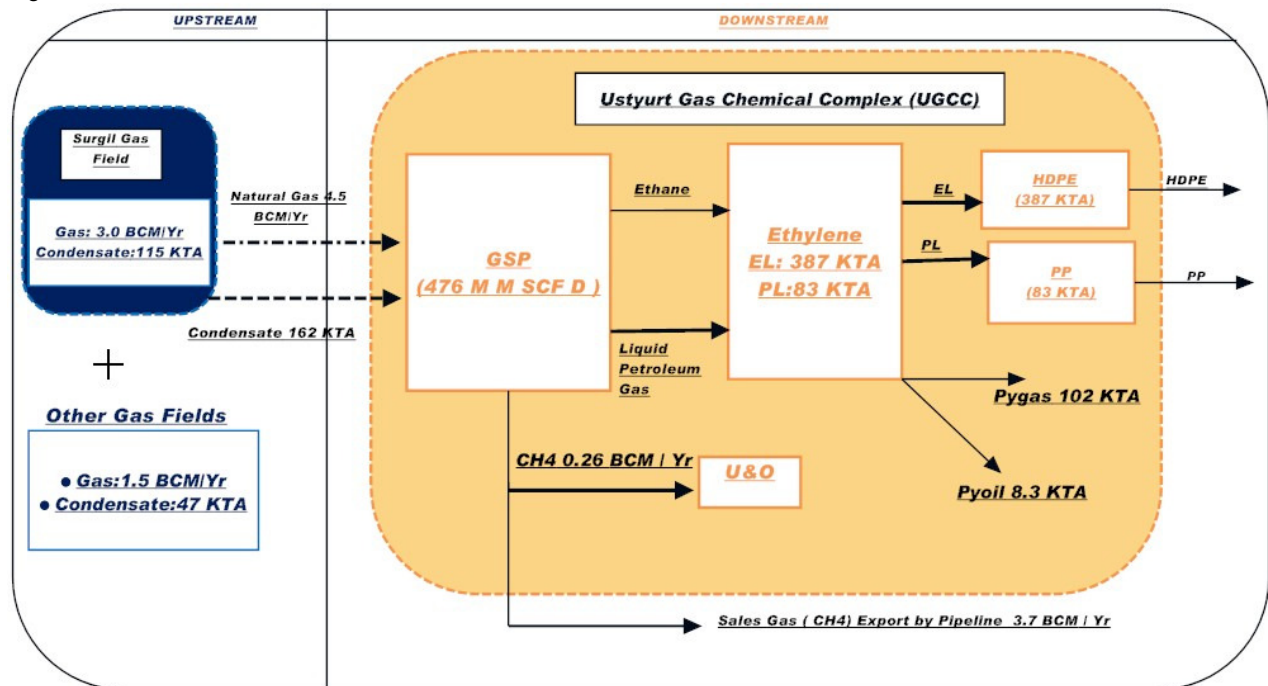 UPSTREAM
DOWNSTREAM
Ustyurt Gas Chemical Complex (UGCC)
Surgil Gas
Field
Gas: 3.0 BCM/Yr
Condensate:115 KTA
Natural Gas 4.5
BCM/Yr
Condensate 162 KTA
+
Other Gas Fields
● Gas:1.5 BCM/Yr
● Condensate:47 KTA
GSP
(476 M M SCF D )
Ethane
Liquid
Petroleum
Gas
Ethylene
EL: 387 KTA
PL:83 KTA
EL
PL
HDPE
(387 KTA)
HDPE
PP
(83 KTA)
PP
Pygas 102 KTA
Pyoil 8.3 KTA
CH4 0.26 BCM / Yr
U&O
Sales Gas ( CH4) Export by Pipeline 3.7 BCM / Yr